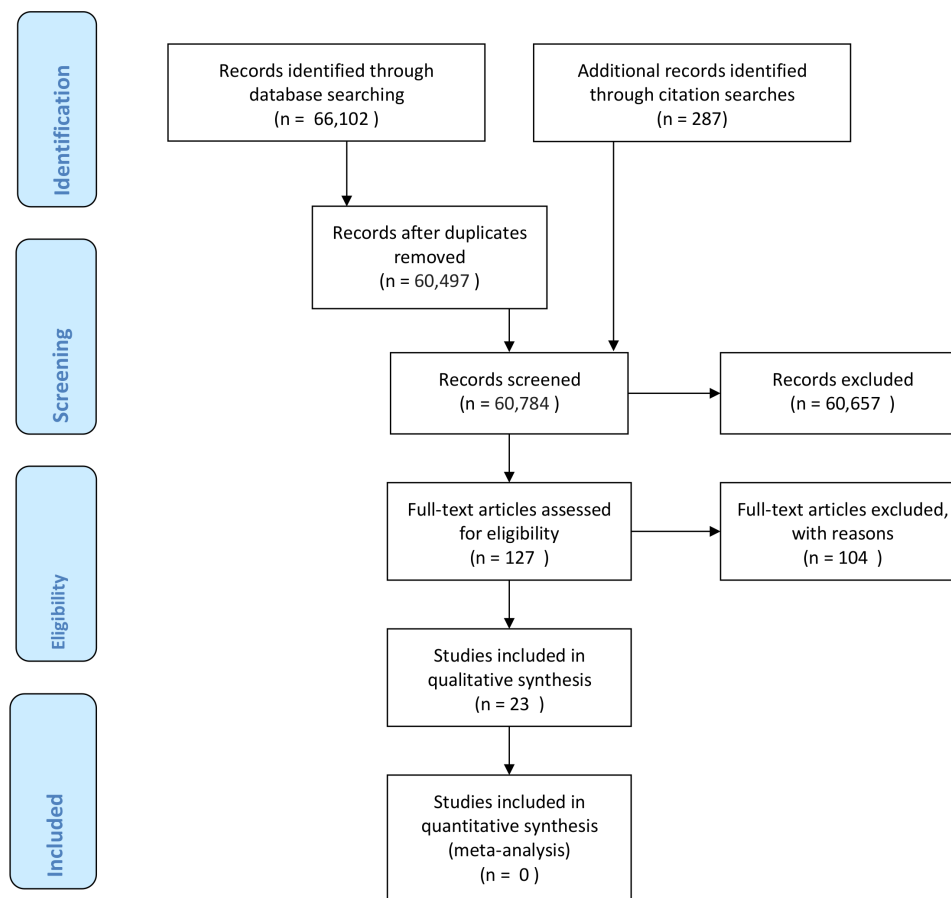 Identification
Records identified through
database searching
(n =  66,102  )
Additional records identified
through citation searches
(n = 287)
Records after duplicates
removed
(n = 60,497  )
Screening
Records screened
(n = 60,784   )
Records excluded
(n = 60,657   )
Eligibility
Full-text articles assessed
for eligibility
(n = 127   )
Full-text articles excluded,
with reasons
(n = 104   )
Studies included in
qualitative synthesis
(n = 23   )
Included
Studies included in
quantitative synthesis
(meta-analysis)
(n =  0 )